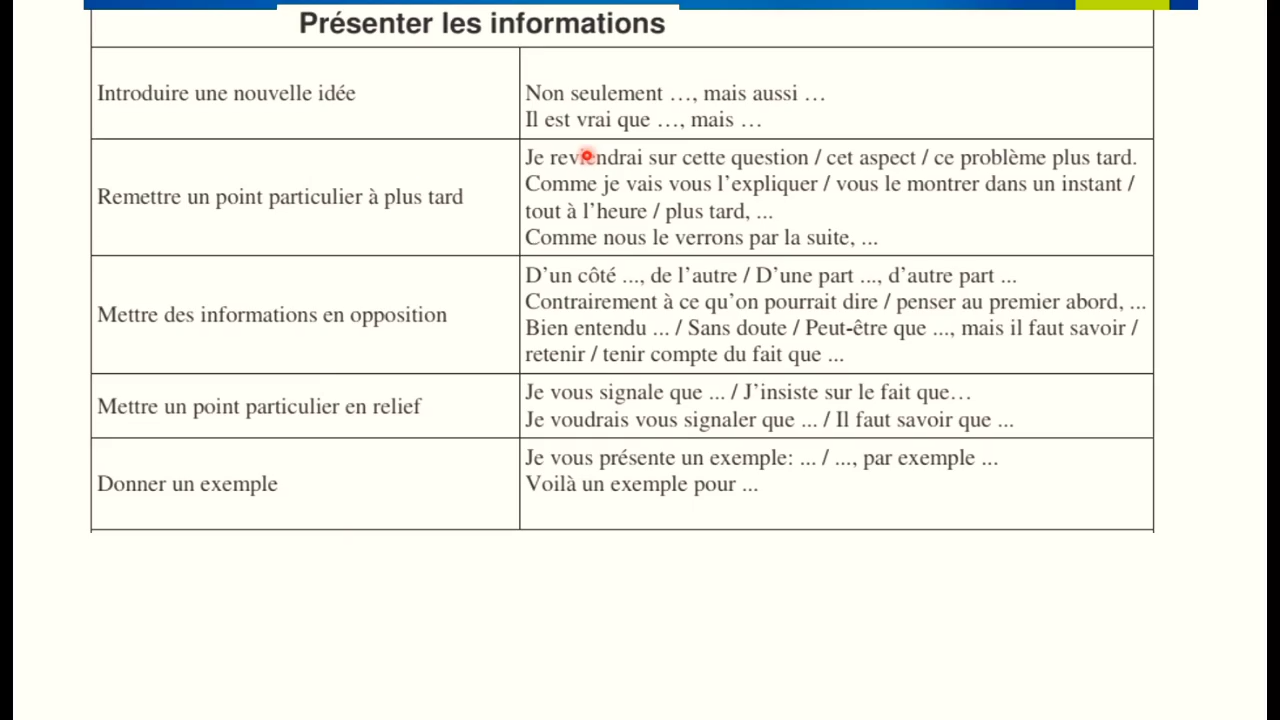 Présenter les informations
Introduire une nouvelle idée
Non seulement …, mais aussi …
Il est vrai que …, mais …
Remettre un point particulier à plus tard
Je reviendrai sur cette question / cet aspect / ce problème plus tard.
Comme je vais vous l’expliquer / vous le montrer dans un instant /
tout à l’heure / plus tard, ...
Comme nous le verrons par la suite, ...
Mettre des informations en opposition
D’un côté ..., de l’autre / D’une part ..., d’autre part ...
Contrairement à ce qu’on pourrait dire / penser au premier abord, ...
Bien entendu ... / Sans doute / Peut-être que ..., mais il faut savoir /
retenir / tenir compte du fait que ...
Mettre un point particulier en relief
Je vous signale que ... / J’insiste sur le fait que…
Je voudrais vous signaler que ... / Il faut savoir que ...
Donner un exemple
Je vous présente un exemple: ... / ..., par exemple ...
Voilà un exemple pour ...